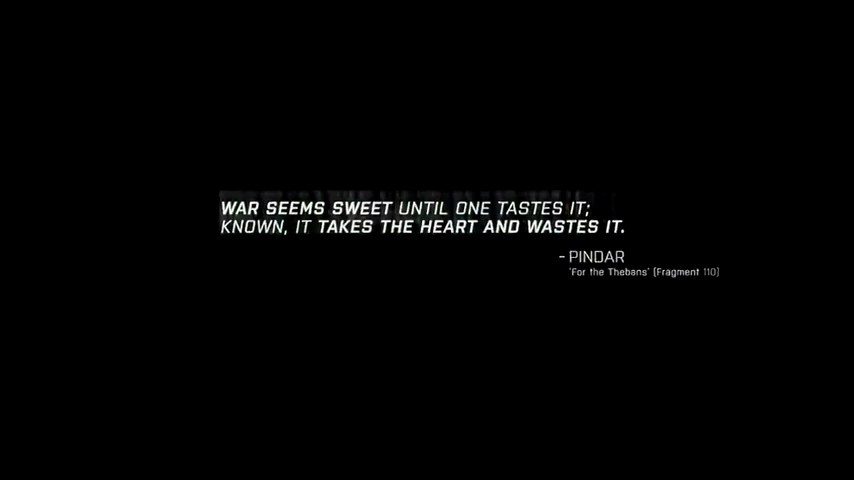 WAR SEEMS SWEET UNTIL ONE TASTES IT;
KNOWN, IT TAKES THE HEART AND WASTES IT.
~ PINDAR
'For the Thebans' (Fragment 110)